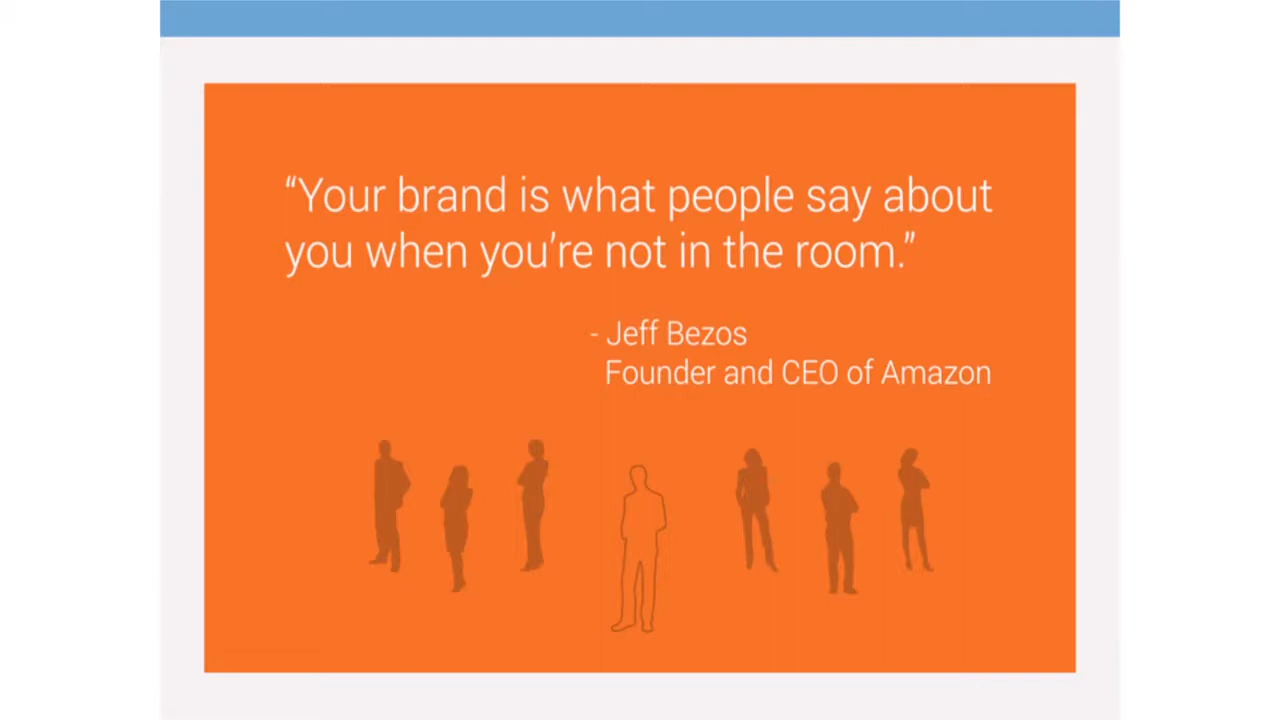 “Your brand is what people say about
you when you’re not in the room.”
- Jeff Bezos
Founder and CEO of Amazon